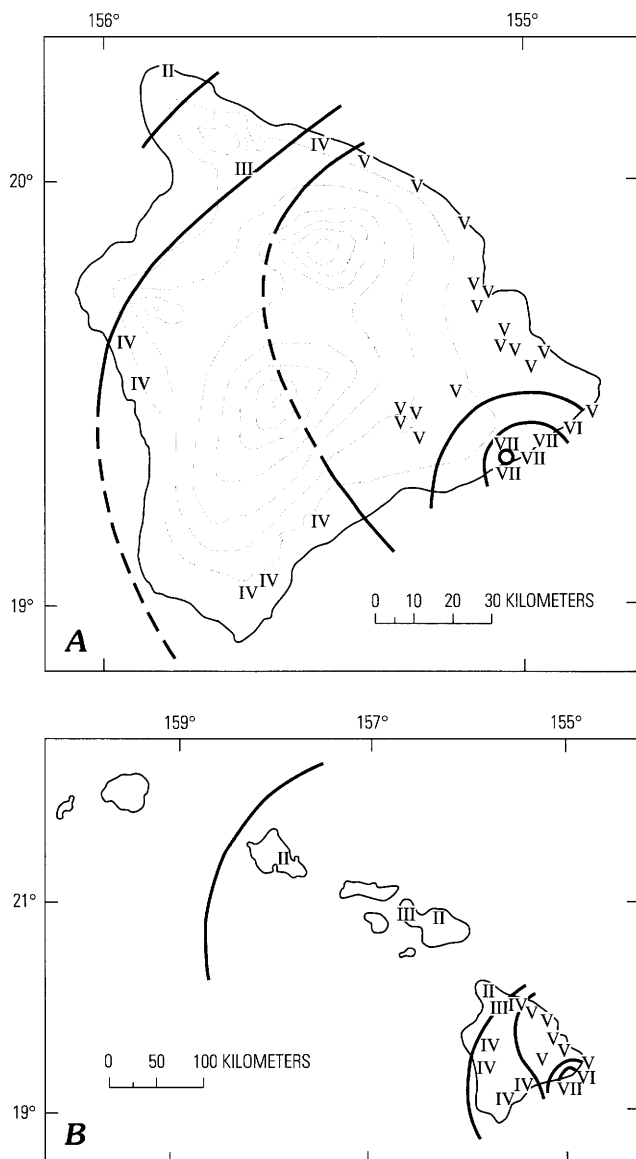 156° 155°
II
IV
III V
20° V
V
V V
V
V
V V V
IV V
IV V
V V V
V VI
VII VII
VII
VII
IV
IV IV
19°
0 10 20 30 KILOMETERS
A
159° 157° 155°
II
21° III II
II
III IV V
V
IV V
0 50 100 KILOMETERS IV V V V
VI
IV VII
IV
19°
B